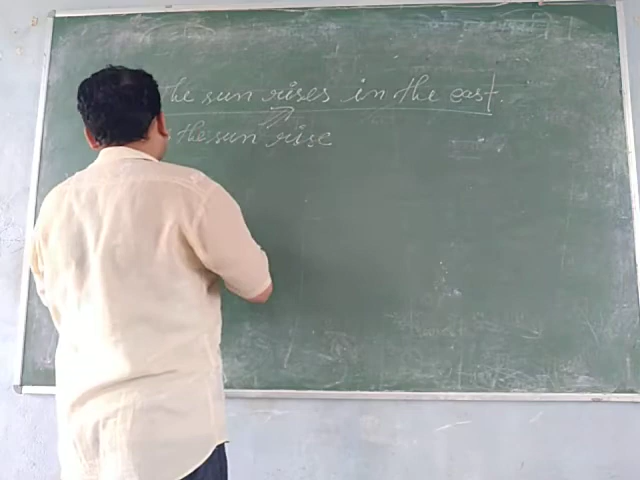 the sun rises in the east.
the sun rise